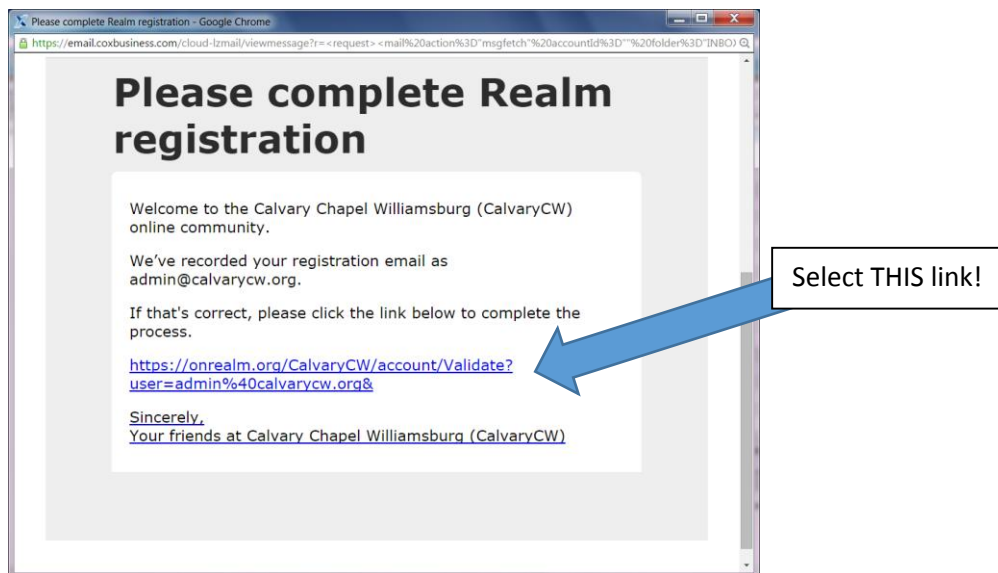 Please complete Realm registration - Google Chrome
https://email.coxbusiness.com/cloud-lzmail/viewmessage?r=<request><mail%20action%3D"msgfetch"%20accountId%3D""%20folder%3D"INBO)
Please complete Realm
registration
Welcome to the Calvary Chapel Williamsburg (CalvaryCW)
online community.
We've recorded your registration email as
admin@calvarycw.org.
If that's correct, please click the link below to complete the
process.
https://onrealm.org/CalvaryCW/account/Validate?
user=admin%40calvarycw.org&
Sincerely,
Your friends at Calvary Chapel Williamsburg (CalvaryCW)
Select THIS link!